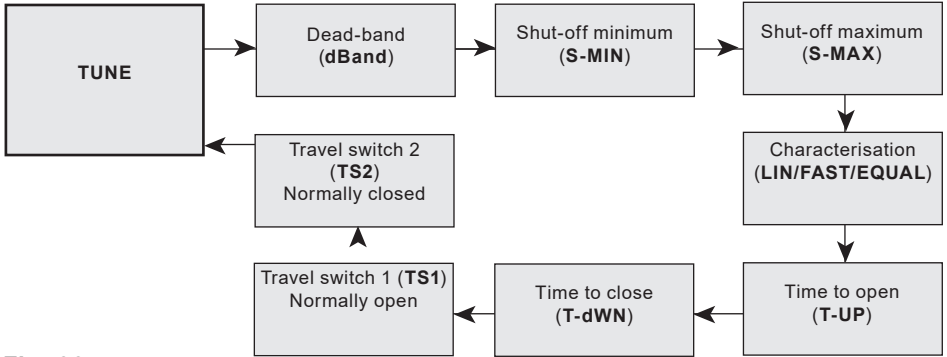 TUNE
Dead-band
(dBand)
Shut-off minimum
(S-MIN)
Shut-off maximum
(S-MAX)
Characterisation
(LIN/FAST/EQUAL)
Time to open
(T-UP)
Time to close
(T-dWN)
Travel switch 1 (TS1)
Normally open
Travel switch 2
(TS2)
Normally closed